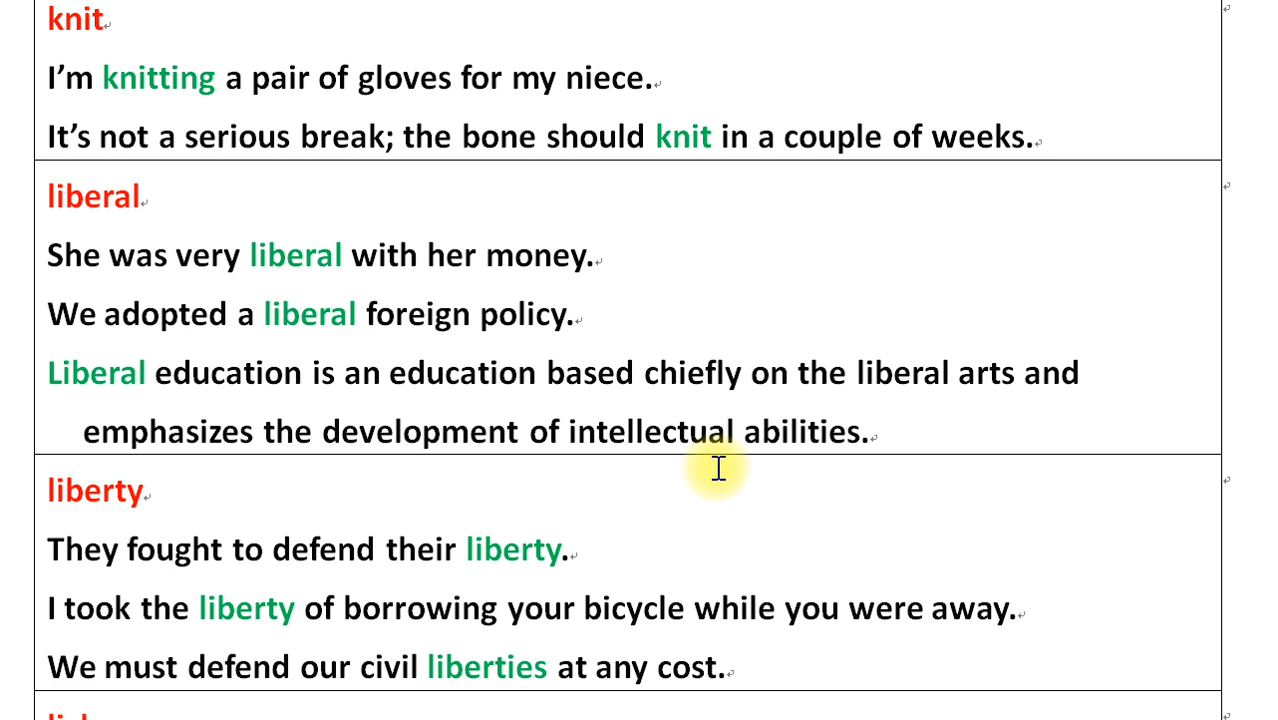 knit
I’m knitting a pair of gloves for my niece.
It’s not a serious break; the bone should knit in a couple of weeks.
liberal
She was very liberal with her money.
We adopted a liberal foreign policy.
Liberal education is an education based chiefly on the liberal arts and
emphasizes the development of intellectual abilities.
liberty
They fought to defend their liberty.
I took the liberty of borrowing your bicycle while you were away.
We must defend our civil liberties at any cost.